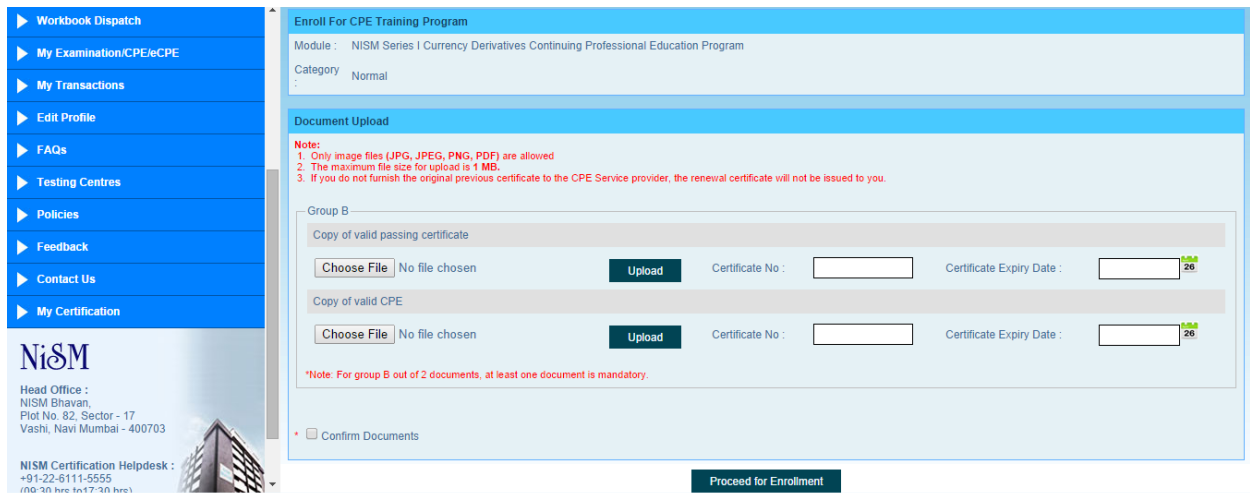 Workbook Dispatch
My Examination/CPE/eCPE
My Transactions
Edit Profile
FAQs
Testing Centres
Policies
Feedback
Contact Us
My Certification
NiSM
Head Office :
NISM Bhavan,
Plot No. 82, Sector - 17
Vashi, Navi Mumbai - 400703
NISM Certification Helpdesk :
+91-22-6111-5555
(09:30 hrs to17:30 hrs)
Enroll For CPE Training Program
Module : NISM Series I Currency Derivatives Continuing Professional Education Program
Category : Normal
Document Upload
Note:
1. Only image files (JPG, JPEG, PNG, PDF) are allowed
2. The maximum file size for upload is 1 MB.
3. If you do not furnish the original previous certificate to the CPE Service provider, the renewal certificate will not be issued to you.
Group B
Copy of valid passing certificate
Choose File No file chosen Upload Certificate No : Certificate Expiry Date : 26
Copy of valid CPE
Choose File No file chosen Upload Certificate No : Certificate Expiry Date : 26
*Note: For group B out of 2 documents, at least one document is mandatory.
* Confirm Documents
Proceed for Enrollment